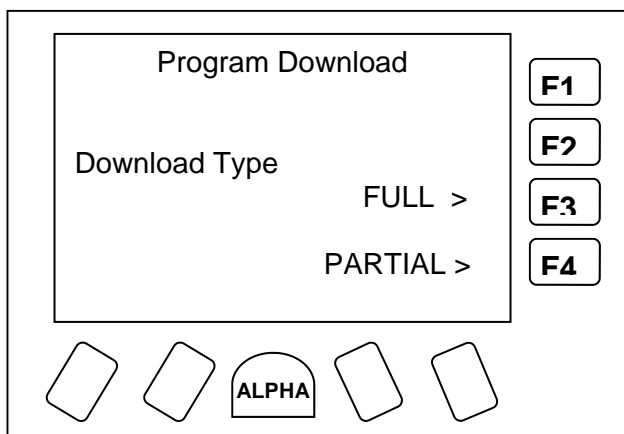 Program Download
F1
F2
Download Type
FULL >
F3
PARTIAL >
F4
ALPHA